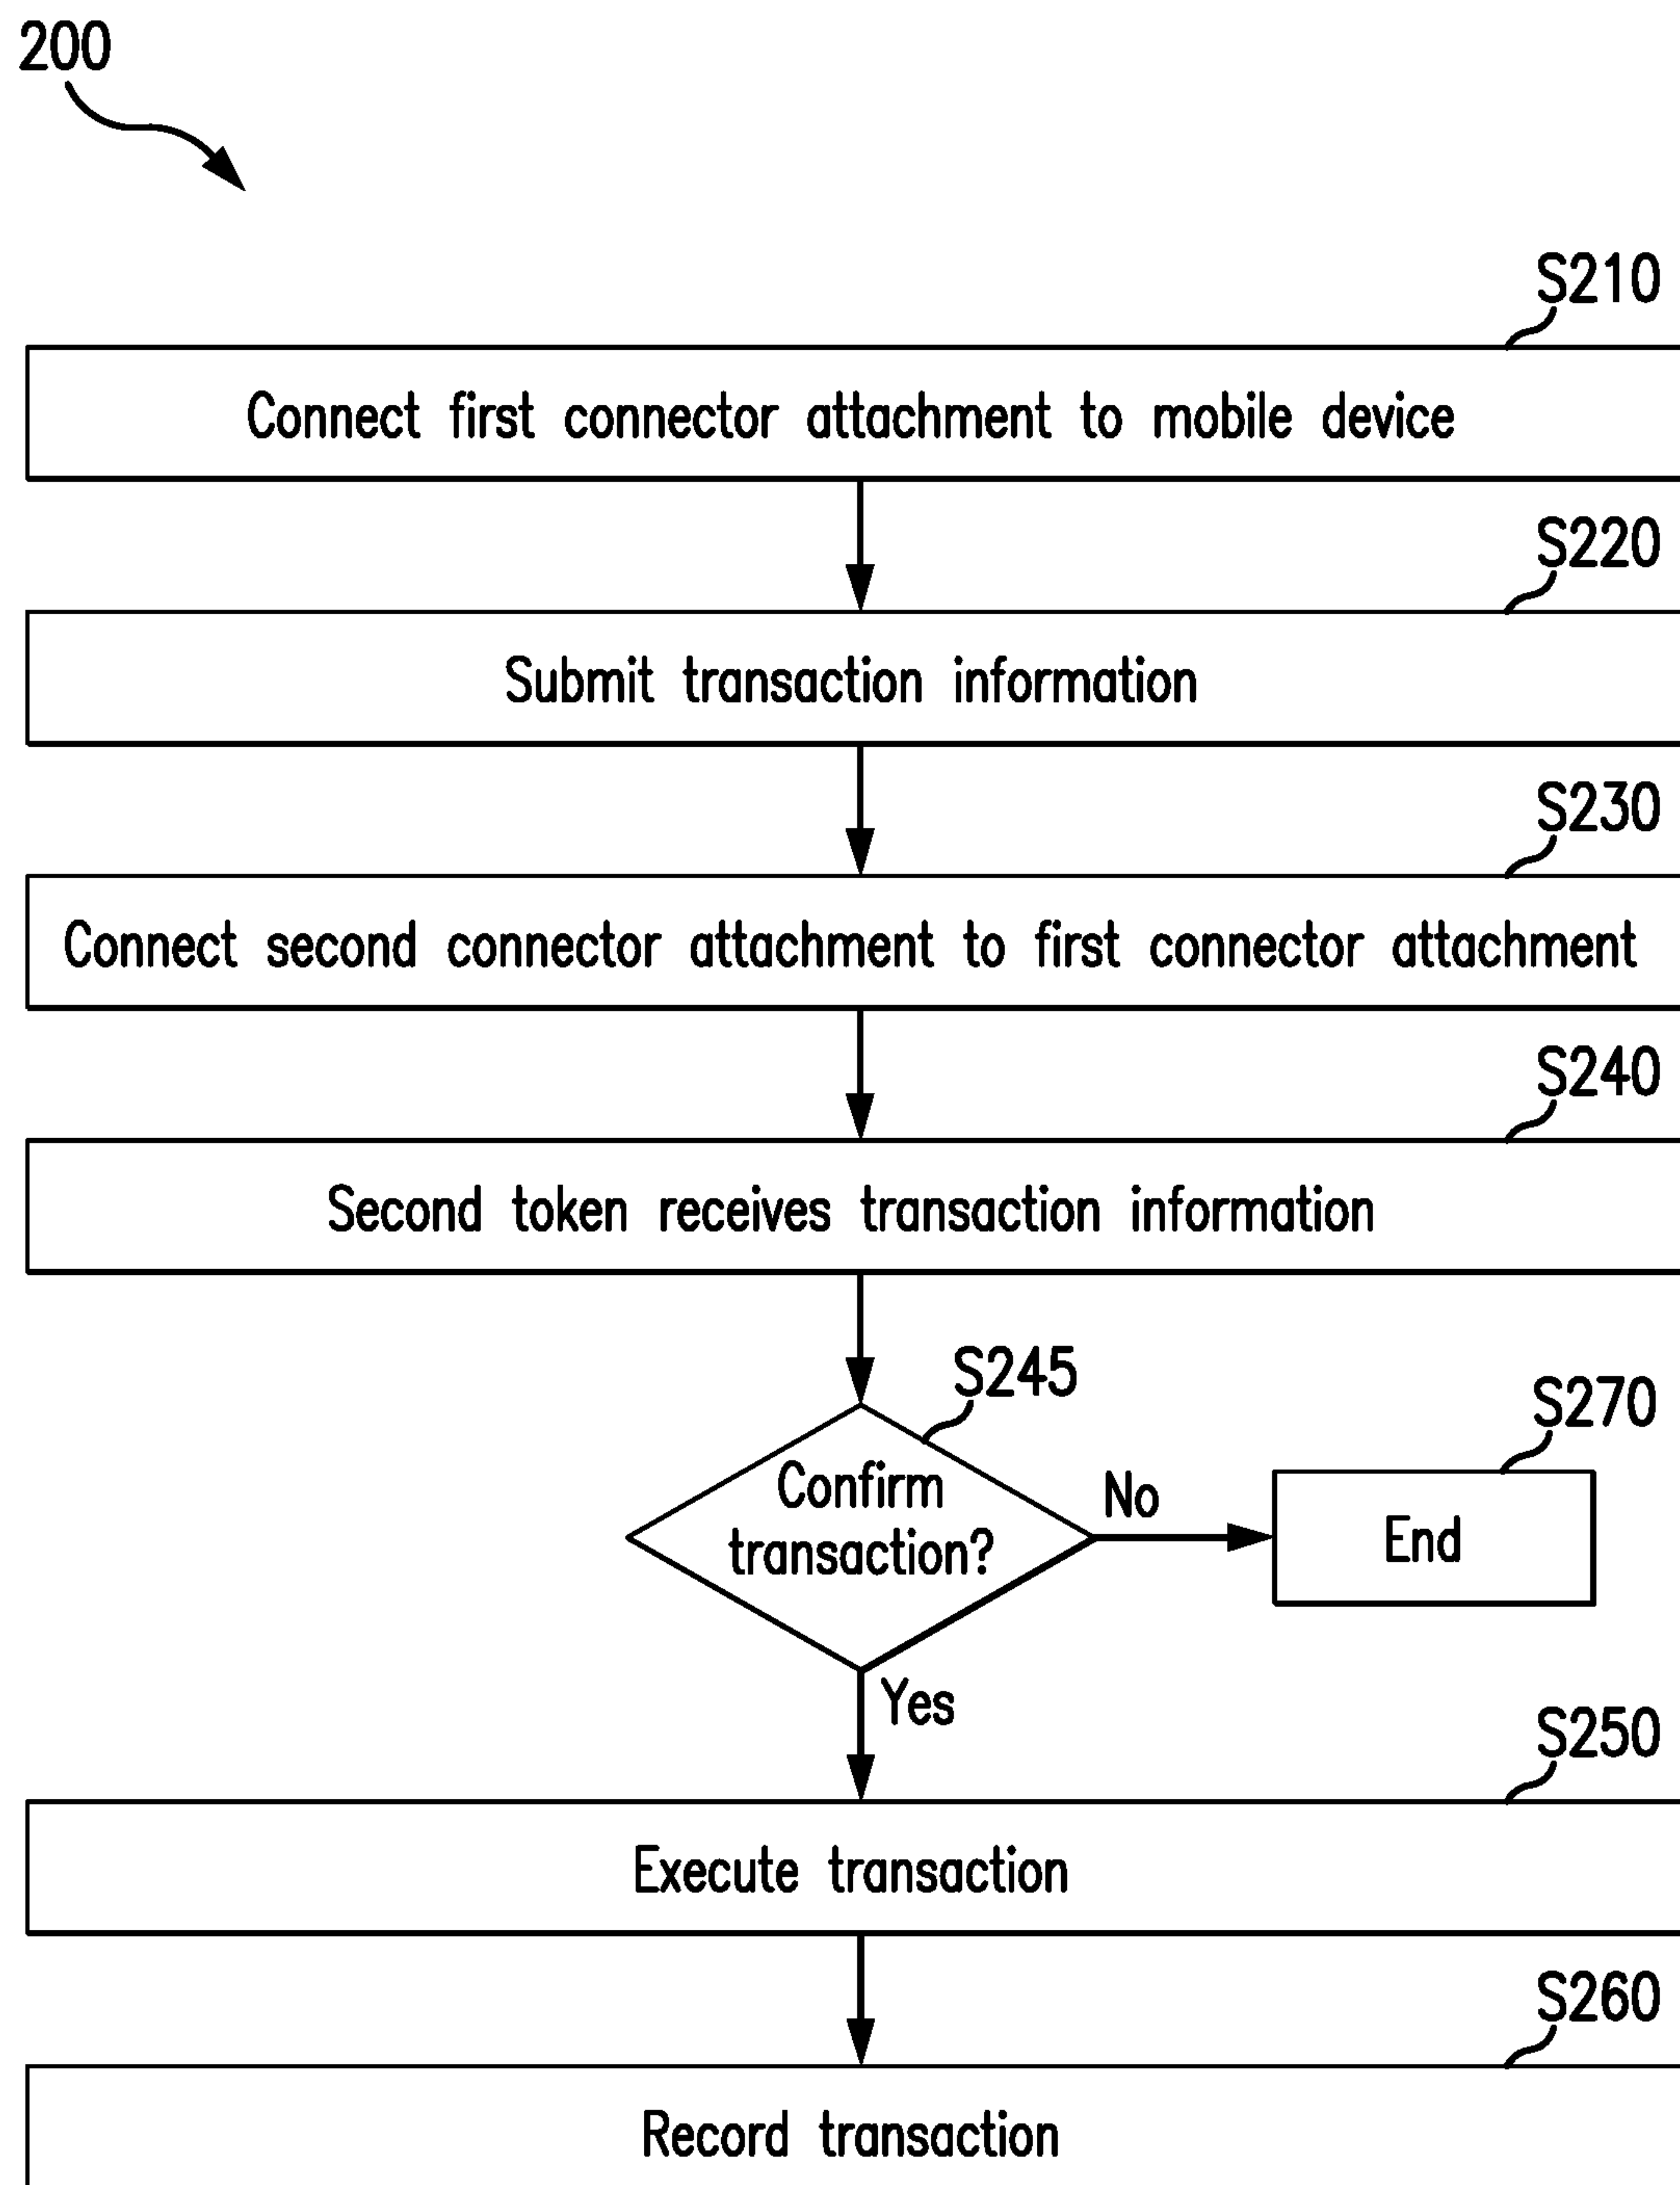 200
S210
Connect first connector attachment to mobile device
S220
Submit transaction information
S230
Connect second connector attachment to first connector attachment
S240
Second token receives transaction information
S245
Confirm
transaction?
No
S270
End
Yes
S250
Execute transaction
S260
Record transaction